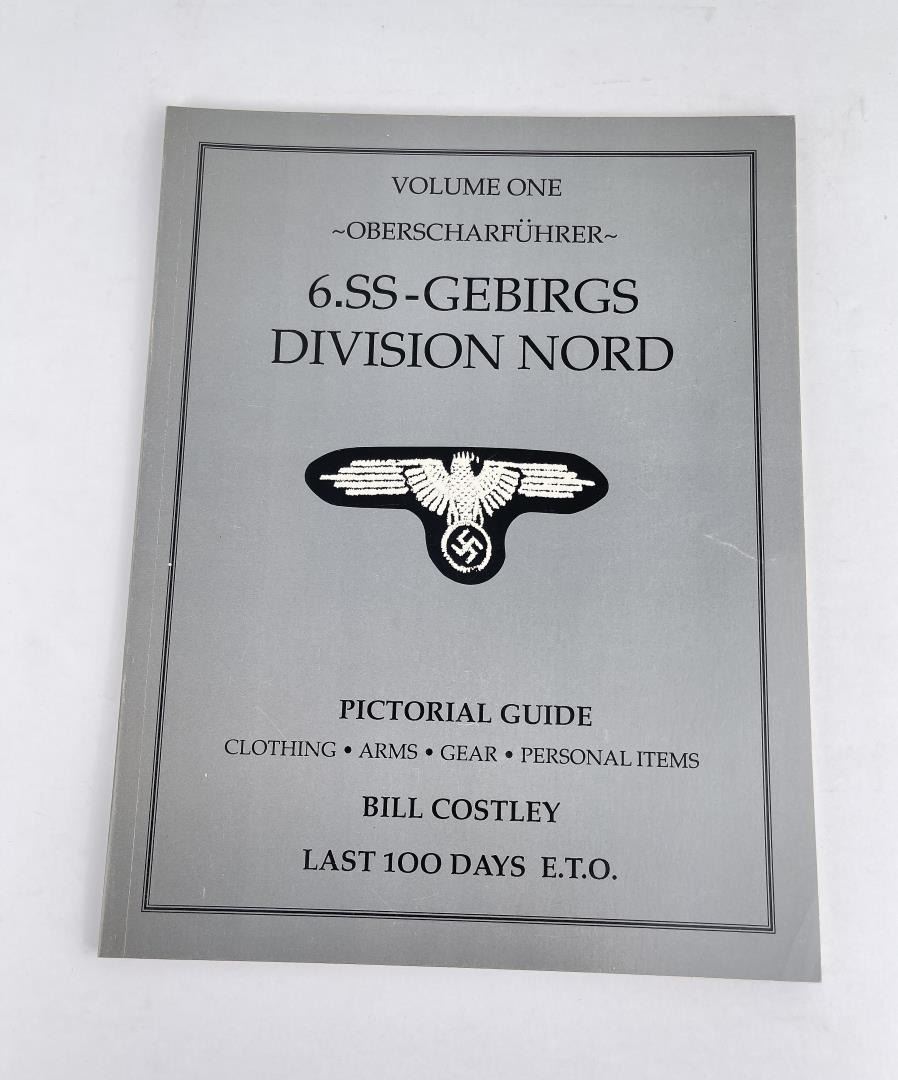 VOLUME ONE
~OBERSCHARFÜHRER~
6.SS-GEBIRGS
DIVISION NORD
PICTORIAL GUIDE
CLOTHING • ARMS • GEAR • PERSONAL ITEMS
BILL COSTLEY
LAST 100 DAYS E.T.O.